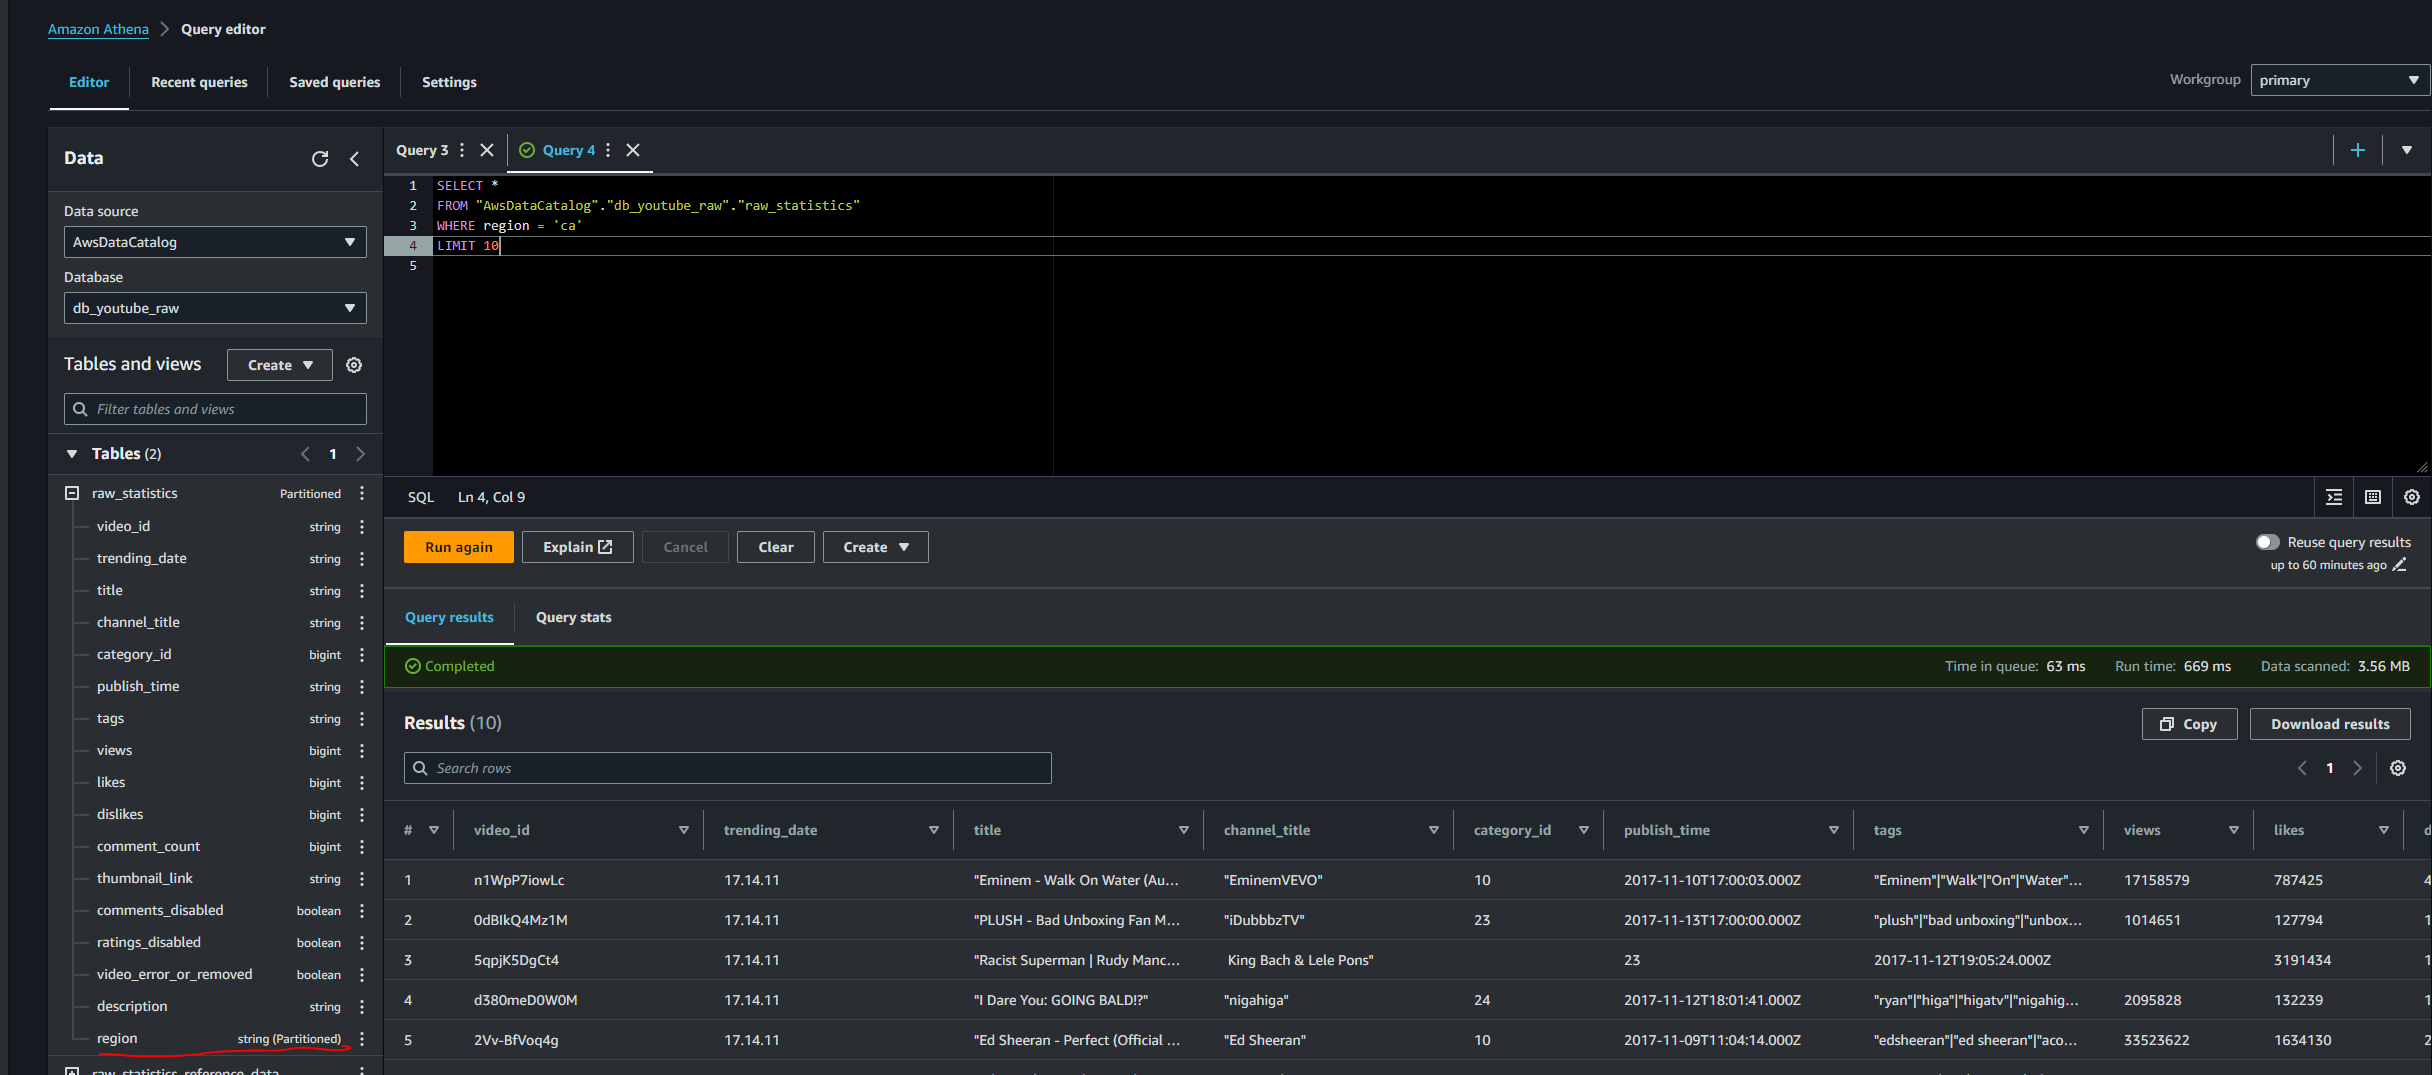 Amazon Athena > Query editor
Editor Recent queries Saved queries Settings
Workgroup primary
Data
Data source
AwsDataCatalog
Database
db_youtube_raw
Tables and views Create
Filter tables and views
Tables (2) 1
raw_statistics Partitioned
video_id string
trending_date string
title string
channel_title string
category_id bigint
publish_time string
tags string
views bigint
likes bigint
dislikes bigint
comment_count bigint
thumbnail_link string
comments_disabled boolean
ratings_disabled boolean
video_error_or_removed boolean
description string
region string (Partitioned)
raw_statistics_reference_data
Query 3 Query 4
1 SELECT *
2 FROM "AwsDataCatalog"."db_youtube_raw"."raw_statistics"
3 WHERE region = 'ca'
4 LIMIT 10
5
SQL Ln 4, Col 9
Run again Explain Cancel Clear Create
Reuse query results
up to 60 minutes ago
Query results Query stats
Completed Time in queue: 63 ms Run time: 669 ms Data scanned: 3.56 MB
Results (10) Copy Download results
Search rows 1
# video_id trending_date title channel_title category_id publish_time tags views likes d
1 n1WpP7iowLc 17.14.11 "Eminem - Walk On Water (Au... "EminemVEVO" 10 2017-11-10T17:00:03.000Z "Eminem"|"Walk"|"On"|"Water"... 17158579 787425 4
2 0dBIkQ4Mz1M 17.14.11 "PLUSH - Bad Unboxing Fan M... "iDubbbzTV" 23 2017-11-13T17:00:00.000Z "plush"|"bad unboxing"|"unbox... 1014651 127794 1
3 5qpjK5DgCt4 17.14.11 "Racist Superman | Rudy Manc... King Bach & Lele Pons" 23 2017-11-12T19:05:24.000Z 3191434 1
4 d380meD0W0M 17.14.11 "I Dare You: GOING BALD!?" "nigahiga" 24 2017-11-12T18:01:41.000Z "ryan"|"higa"|"higatv"|"nigahig... 2095828 132239 1
5 2Vv-BfVoq4g 17.14.11 "Ed Sheeran - Perfect (Official ... "Ed Sheeran" 10 2017-11-09T11:04:14.000Z "edsheeran"|"ed sheeran"|"aco... 33523622 1634130 2